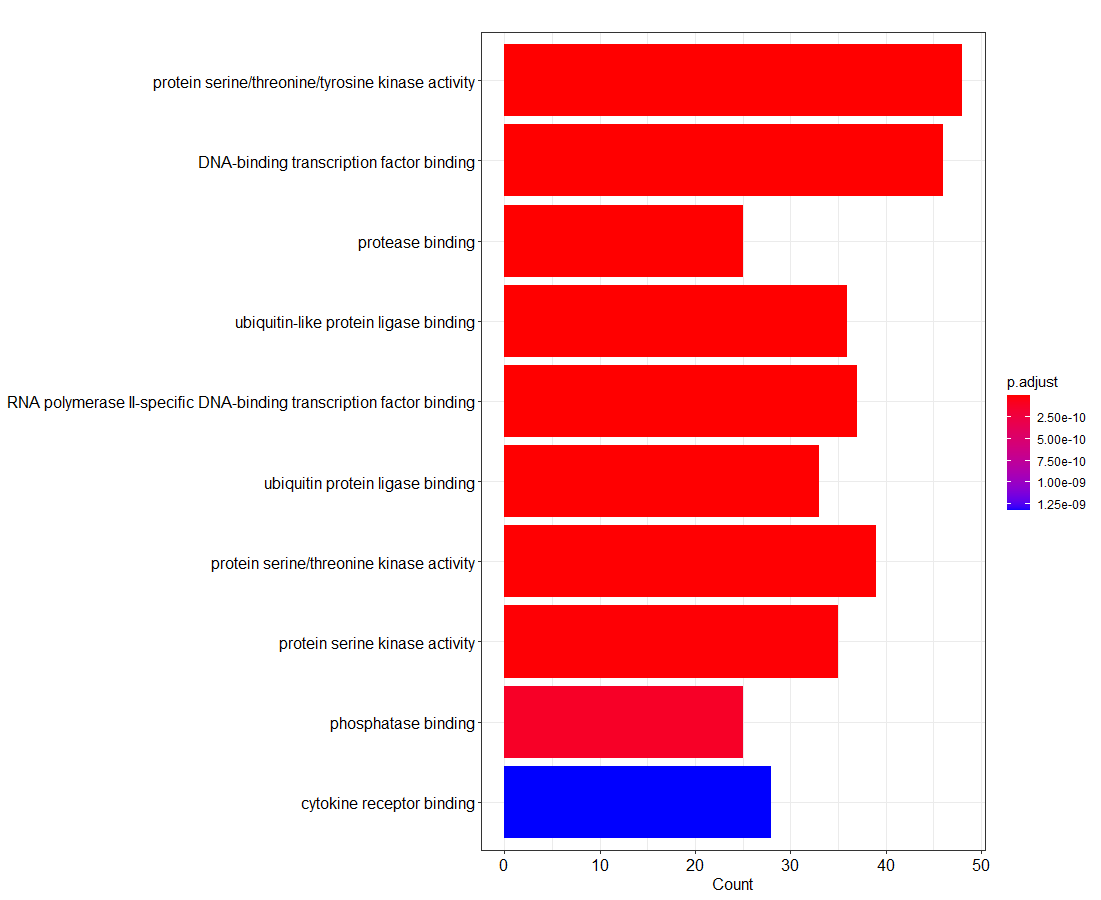 protein serine/threonine/tyrosine kinase activity
DNA-binding transcription factor binding
protease binding
ubiquitin-like protein ligase binding
RNA polymerase II-specific DNA-binding transcription factor binding
ubiquitin protein ligase binding
protein serine/threonine kinase activity
protein serine kinase activity
phosphatase binding
cytokine receptor binding
0 10 20 30 40 50
Count
p.adjust
2.50e-10
5.00e-10
7.50e-10
1.00e-09
1.25e-09